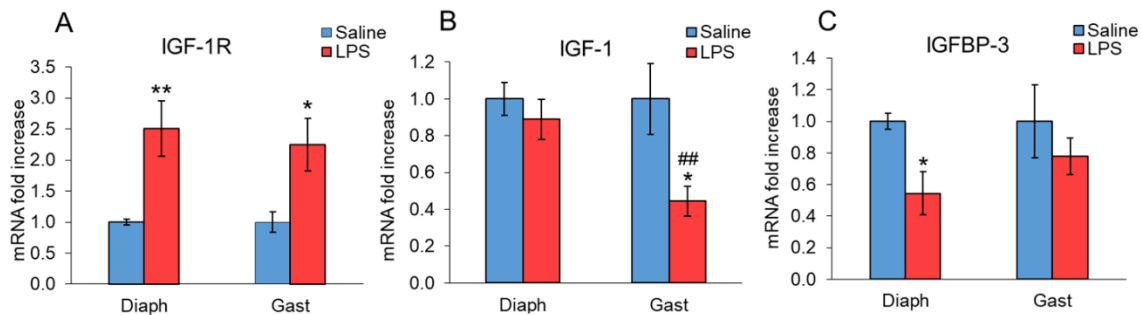 A
IGF-1R
Saline
LPS
mRNA fold increase
3.5
3.0
2.5
2.0
1.5
1.0
0.5
0.0
**
*
Diaph
Gast
B
IGF-1
Saline
LPS
mRNA fold increase
1.2
1.0
0.8
0.6
0.4
0.2
0.0
##
*
Diaph
Gast
C
IGFBP-3
Saline
LPS
mRNA fold increase
1.4
1.2
1.0
0.8
0.6
0.4
0.2
0.0
*
Diaph
Gast